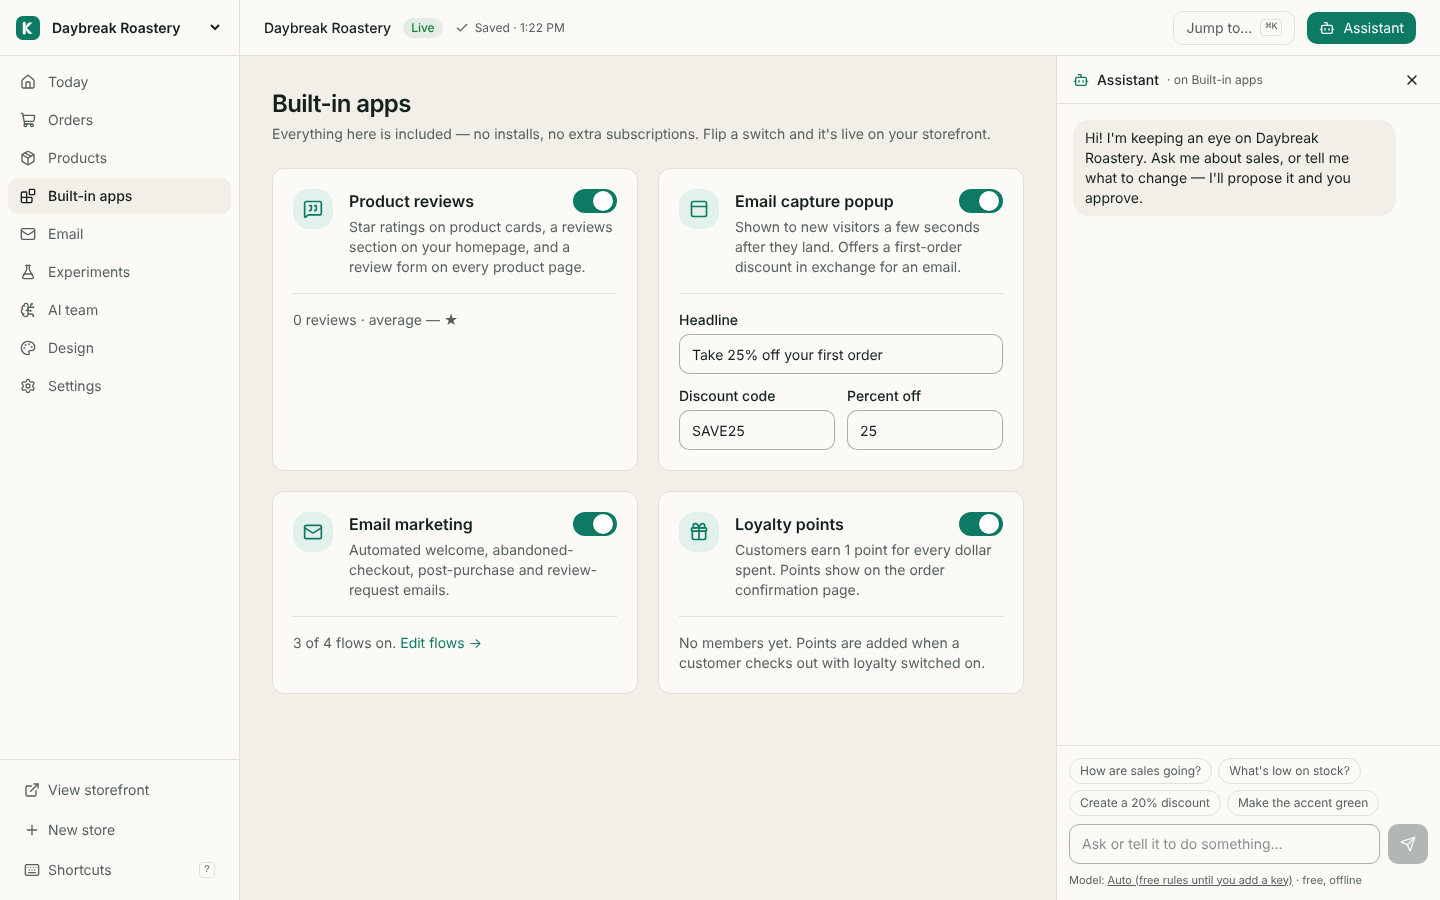 Daybreak Roastery
Today
Orders
Products
Built-in apps
Email
Experiments
AI team
Design
Settings
View storefront
New store
Shortcuts ?
Daybreak Roastery Live Saved · 1:22 PM
Jump to... ⌘K Assistant
Built-in apps
Everything here is included — no installs, no extra subscriptions. Flip a switch and it's live on your storefront.
Product reviews
Star ratings on product cards, a reviews
section on your homepage, and a
review form on every product page.
0 reviews · average — ★
Email capture popup
Shown to new visitors a few seconds
after they land. Offers a first-order
discount in exchange for an email.
Headline
Take 25% off your first order
Discount code Percent off
SAVE25 25
Email marketing
Automated welcome, abandoned-
checkout, post-purchase and review-
request emails.
3 of 4 flows on. Edit flows →
Loyalty points
Customers earn 1 point for every dollar
spent. Points show on the order
confirmation page.
No members yet. Points are added when a
customer checks out with loyalty switched on.
Assistant · on Built-in apps
Hi! I'm keeping an eye on Daybreak
Roastery. Ask me about sales, or tell me
what to change — I'll propose it and you
approve.
How are sales going? What's low on stock?
Create a 20% discount Make the accent green
Ask or tell it to do something...
Model: Auto (free rules until you add a key) · free, offline